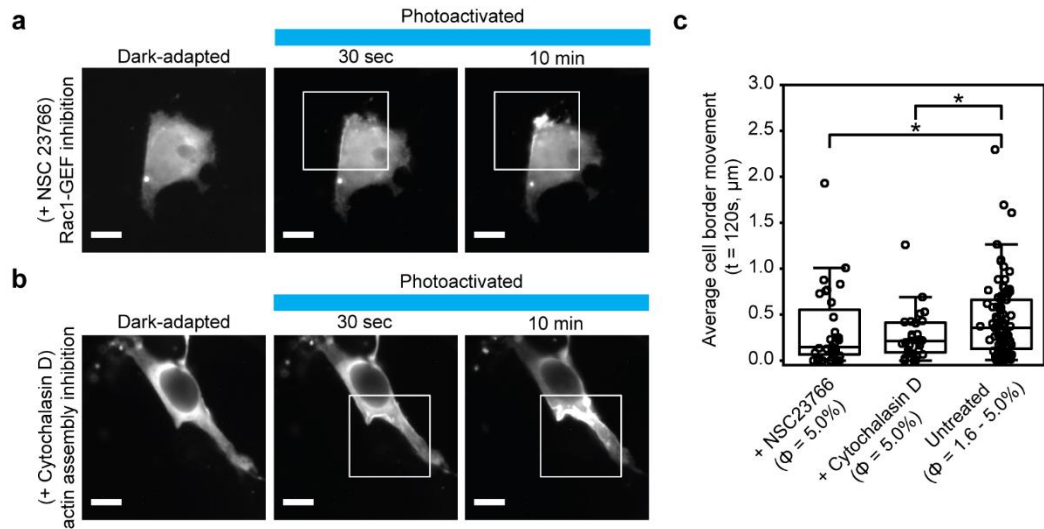 a
Photoactivated
Dark-adapted
30 sec
10 min
(+ NSC 23766)
Rac1-GEF inhibition
b
Photoactivated
Dark-adapted
30 sec
10 min
(+ Cytochalasin D)
actin assembly inhibition
c
Average cell border movement
(t = 120s, µm)
3.0
2.5
2.0
1.5
1.0
0.5
0.0
*
*
+ NSC23766
(Φ = 5.0%)
+ Cytochalasin D
(Φ = 5.0%)
Untreated
(Φ = 1.6 - 5.0%)